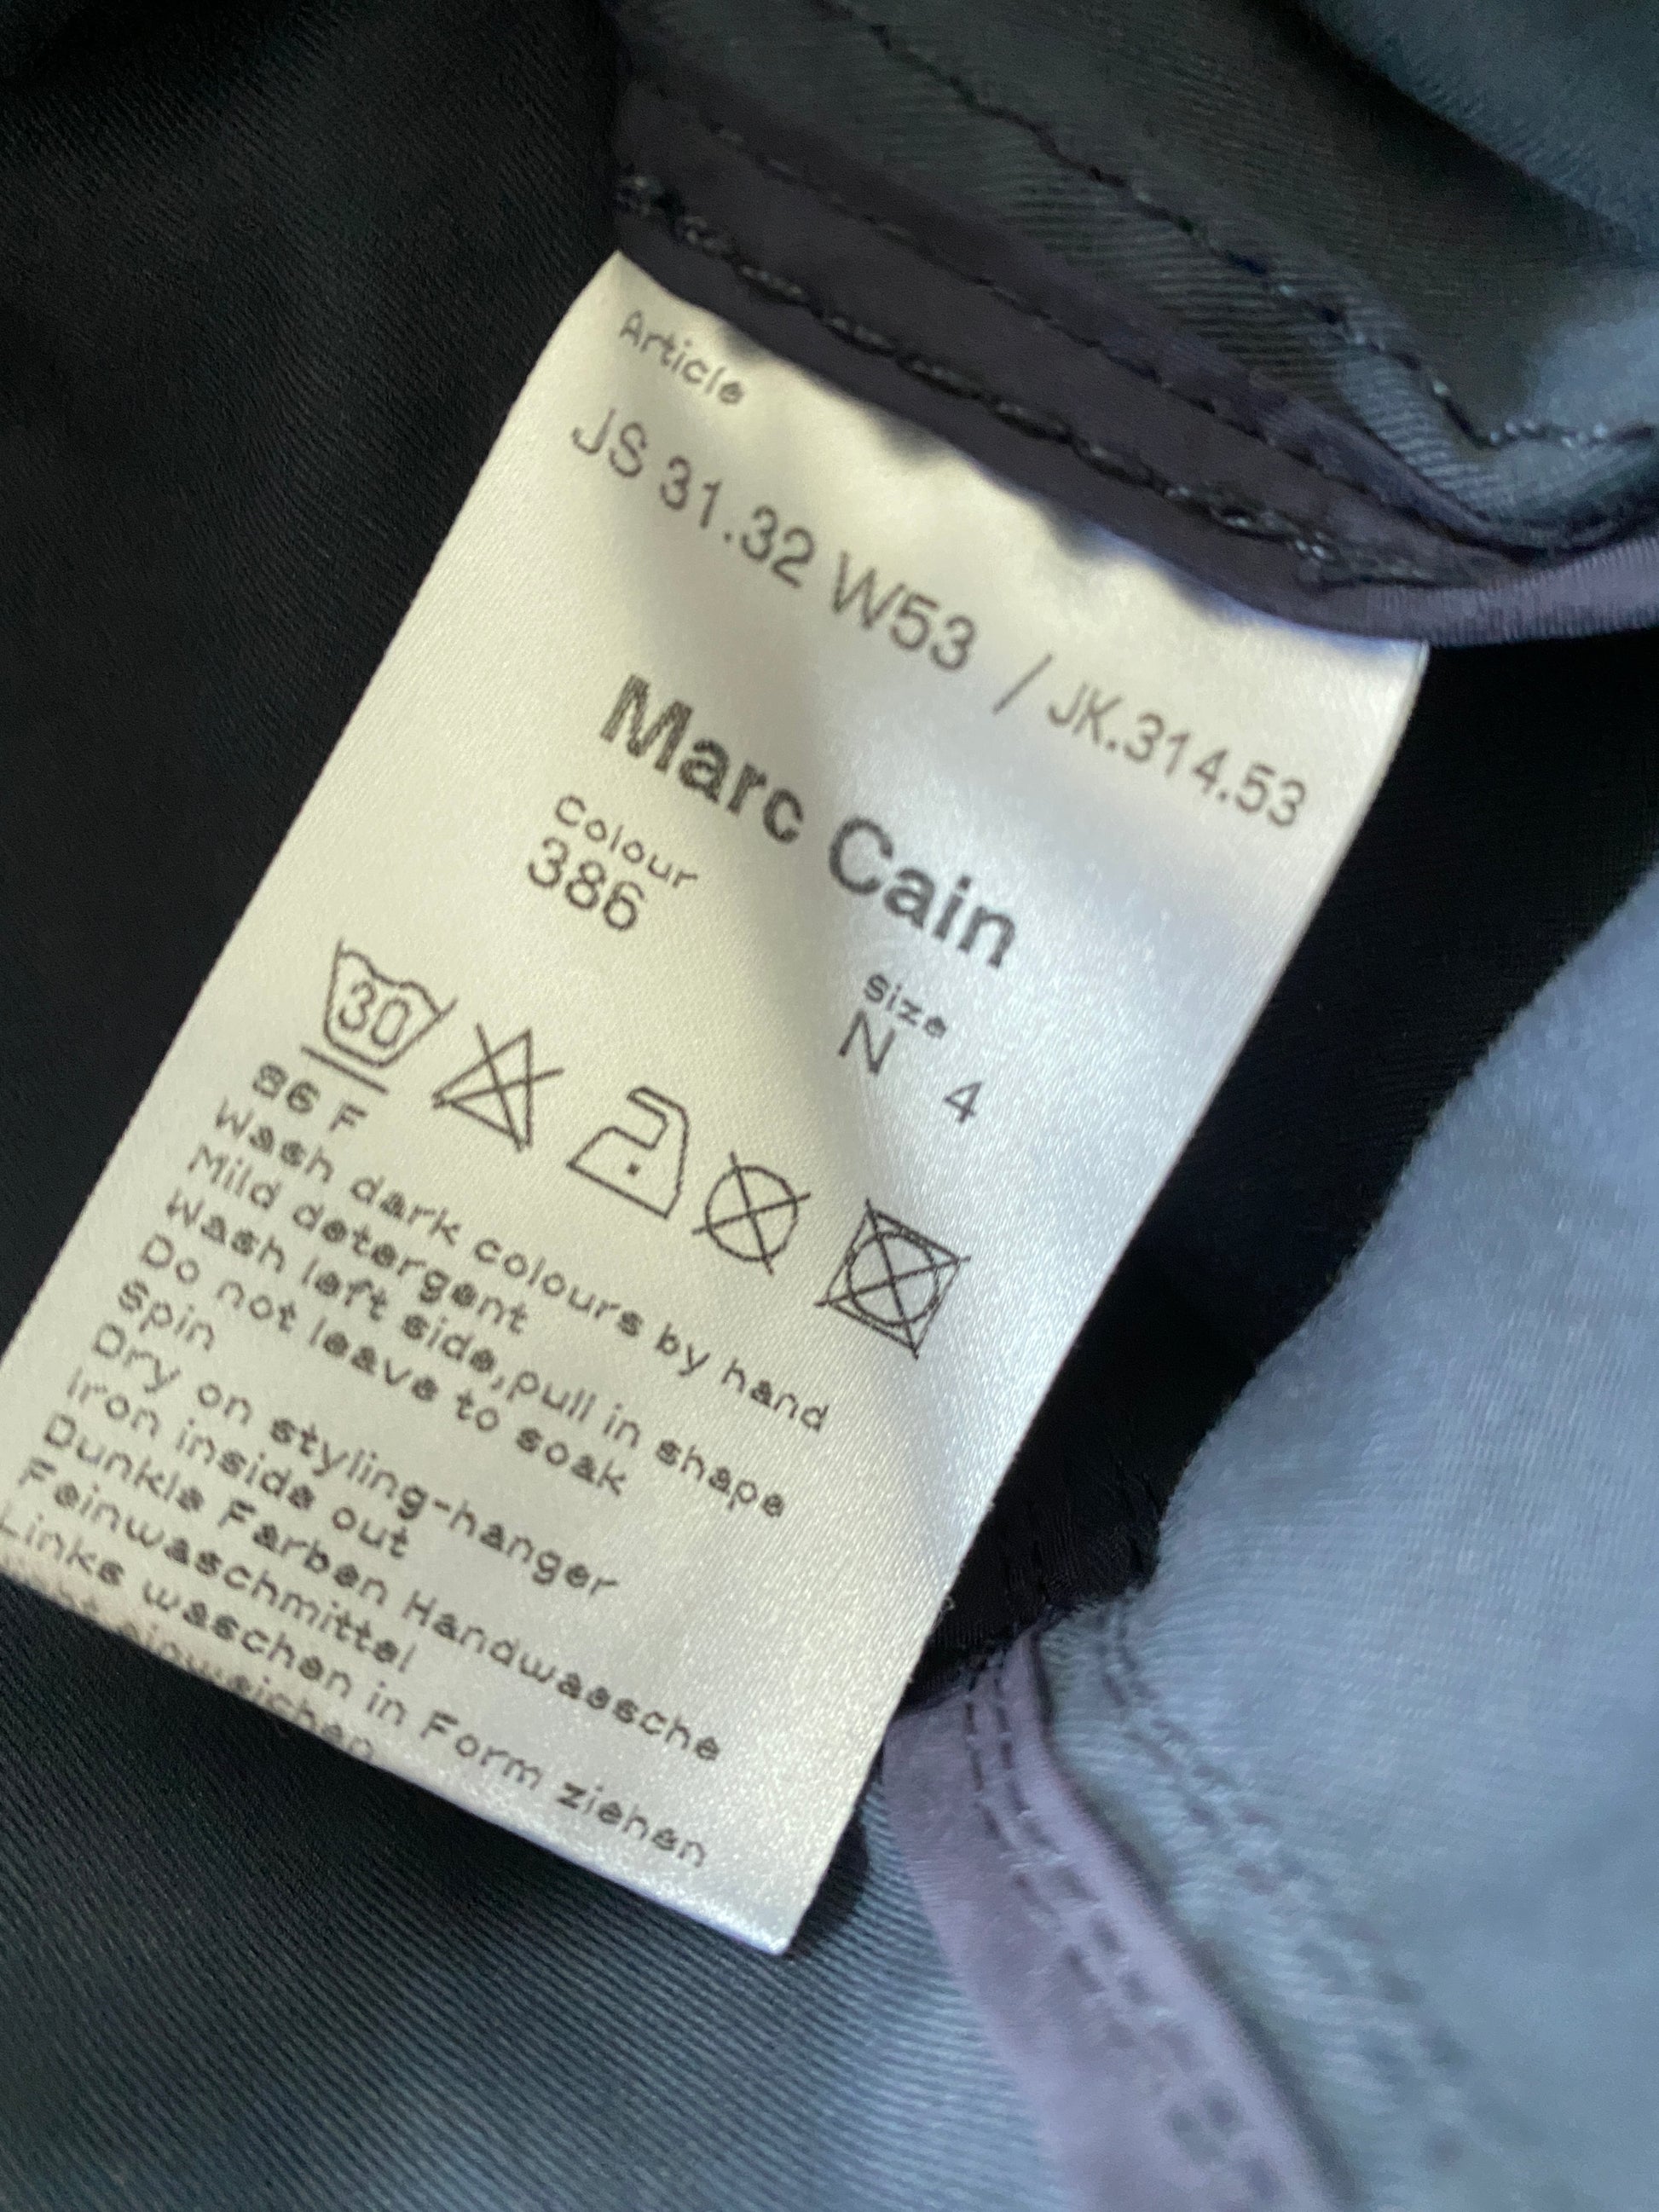 Article
JS 31.32 W53 / JK.314.53
Marc Cain
Colour
386
size
N 4
30
86 F
Wash dark colours by hand
Mild detergent
Wash left side,pull in shape
Do not leave to soak
Spin
Dry on styling-hanger
Iron inside out
Dunkle Farben Handwaesche
Feinwaschmittel
Links waschen in Form ziehen
einweichen